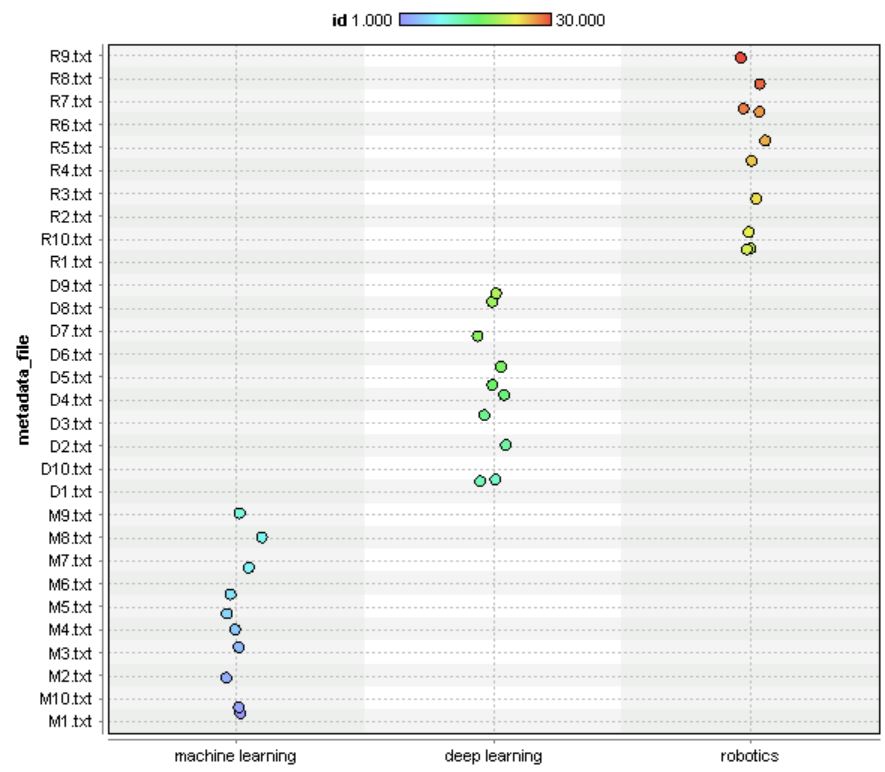 id 1.000 30.000
R9.txt
R8.txt
R7.txt
R6.txt
R5.txt
R4.txt
R3.txt
R2.txt
R10.txt
R1.txt
D9.txt
D8.txt
D7.txt
D6.txt
D5.txt
D4.txt
D3.txt
D2.txt
D10.txt
D1.txt
M9.txt
M8.txt
M7.txt
M6.txt
M5.txt
M4.txt
M3.txt
M2.txt
M10.txt
M1.txt
metadata_file
machine learning deep learning robotics